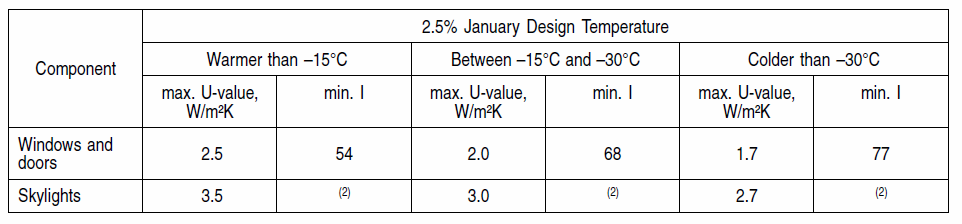 Component
2.5% January Design Temperature
Warmer than –15°C Between –15°C and –30°C Colder than –30°C
max. U-value, W/m²K min. I max. U-value, W/m²K min. I max. U-value, W/m²K min. I
Windows and doors 2.5 54 2.0 68 1.7 77
Skylights 3.5 (2) 3.0 (2) 2.7 (2)